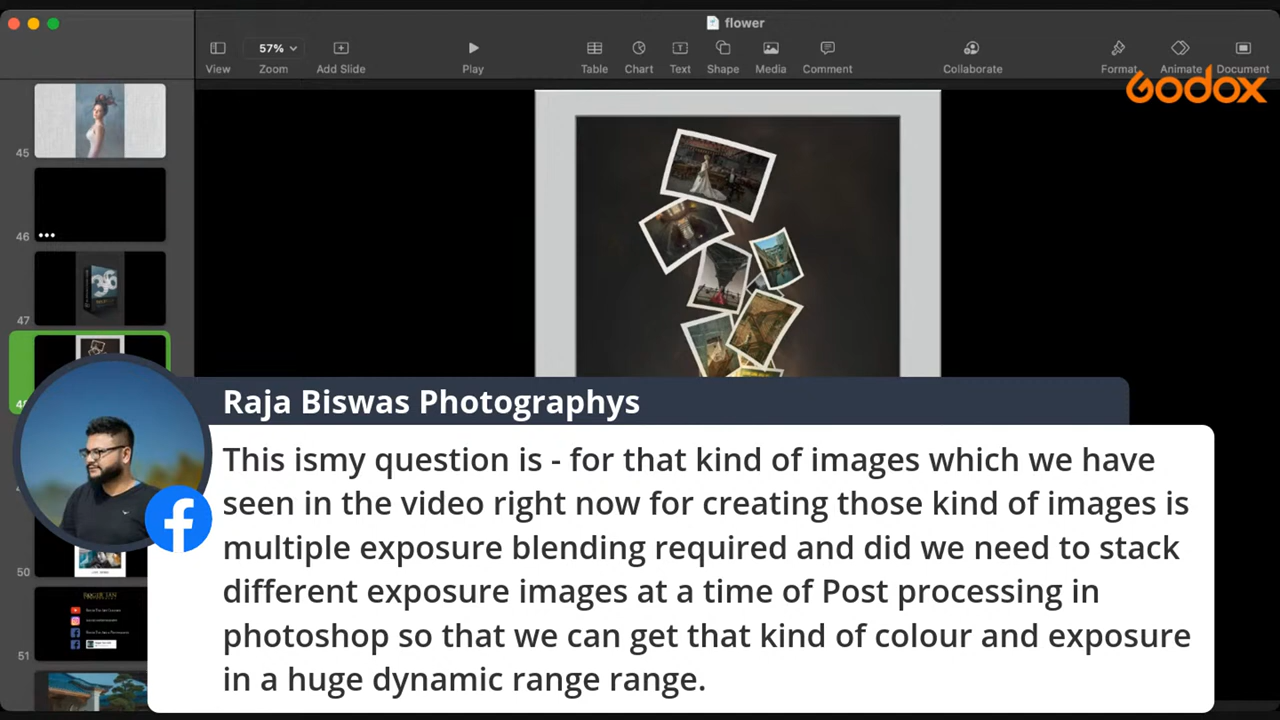 flower
57%
View
Zoom
Add Slide
Play
Table
Chart
Text
Shape
Media
Comment
Collaborate
Format
Animate
Document
GODOX
45
46
47
36
50
51
Raja Biswas Photographys
This ismy question is - for that kind of images which we have
seen in the video right now for creating those kind of images is
multiple exposure blending required and did we need to stack
different exposure images at a time of Post processing in
photoshop so that we can get that kind of colour and exposure
in a huge dynamic range range.